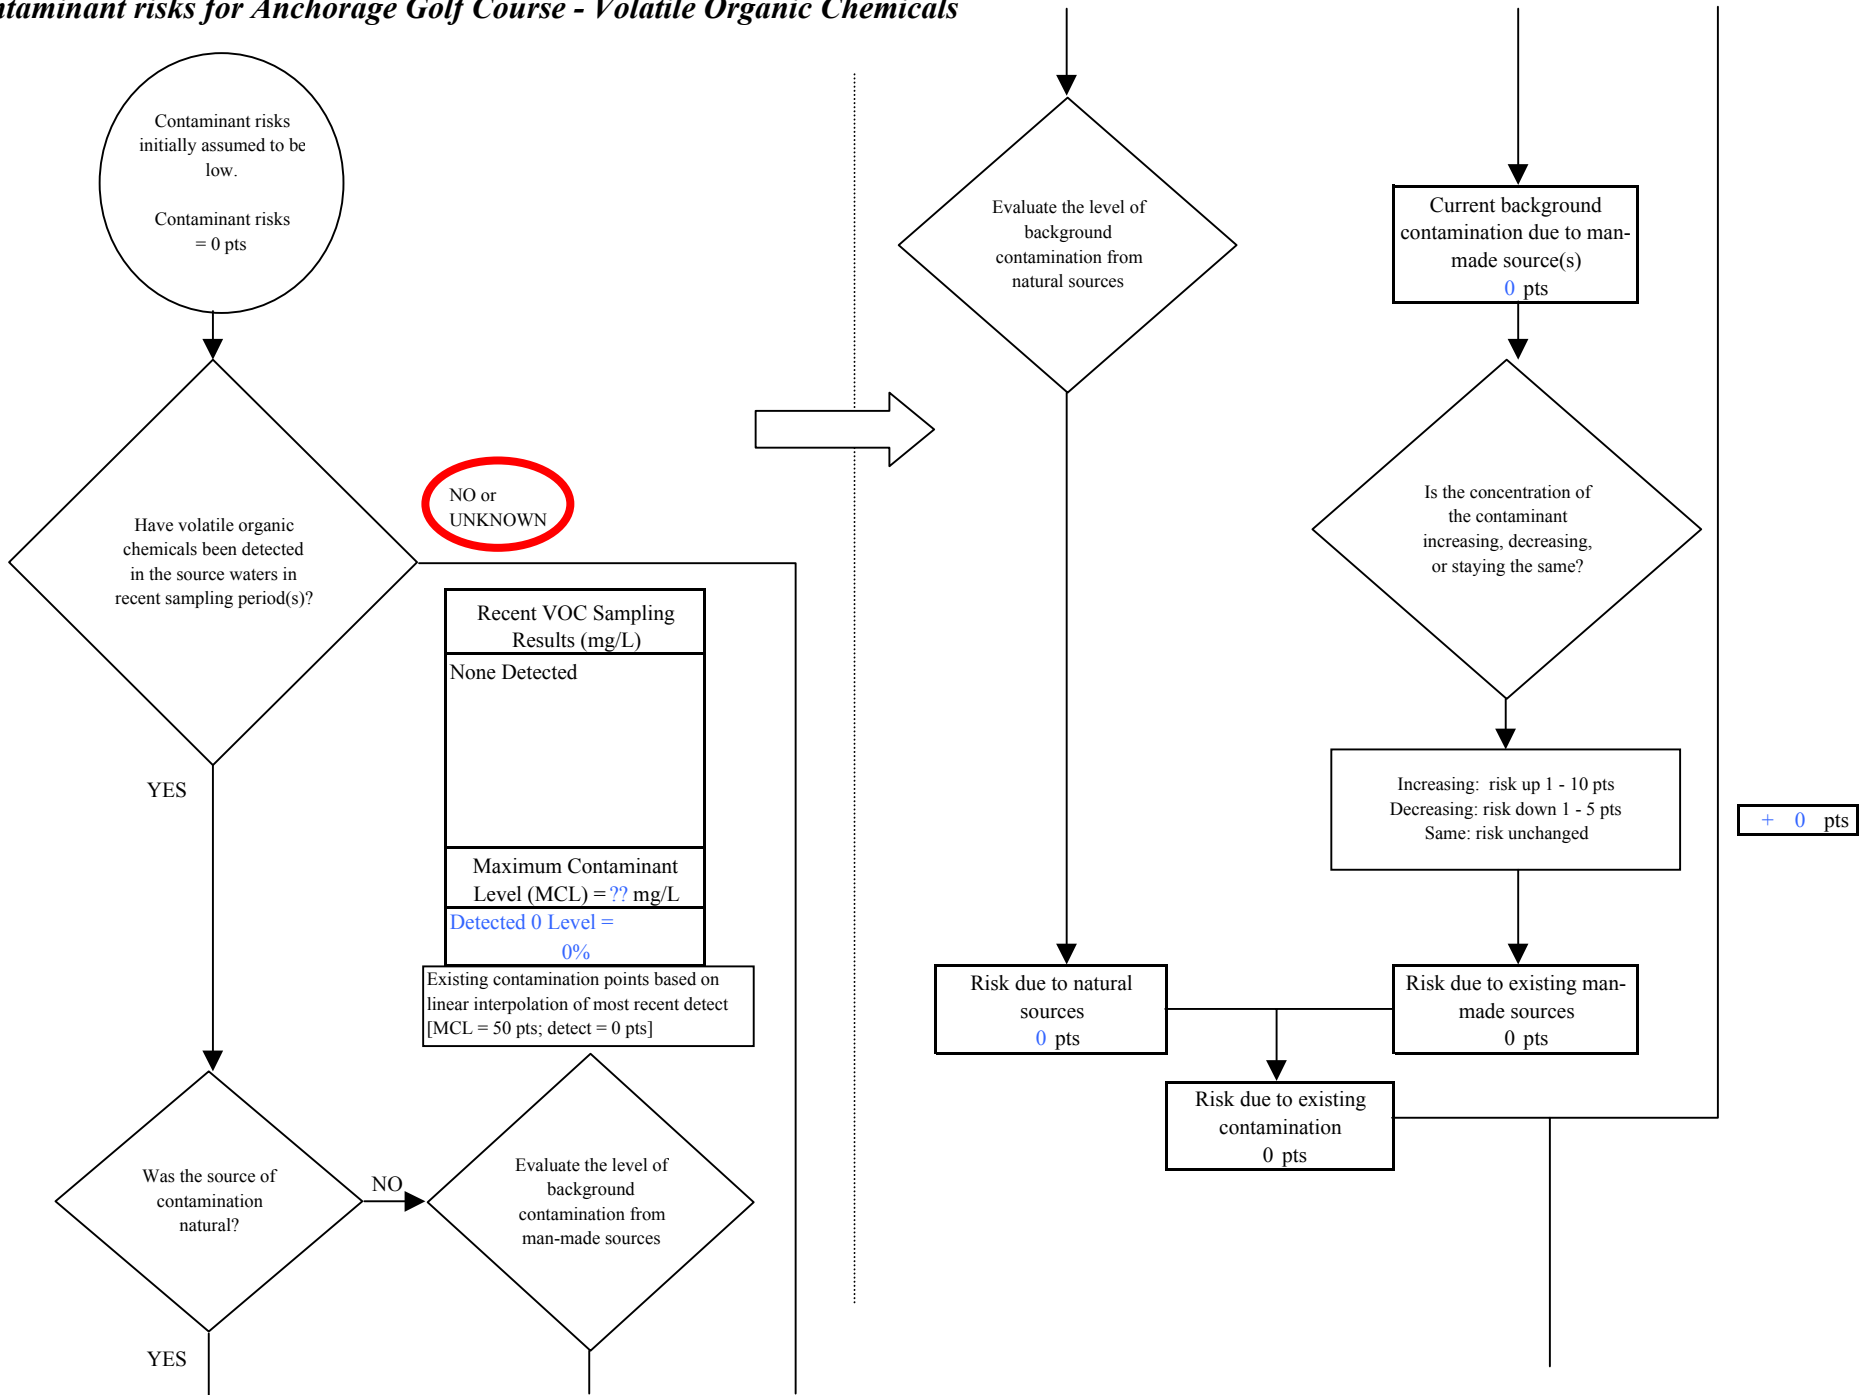 ntaminant risks for Anchorage Golf Course - Volatile Organic Chemicals
Contaminant risks
initially assumed to be
low.
Contaminant risks
= 0 pts
Have volatile organic
chemicals been detected
in the source waters in
recent sampling period(s)?
NO or
UNKNOWN
YES
Recent VOC Sampling
Results (mg/L)
None Detected
Maximum Contaminant
Level (MCL) = ?? mg/L
Detected 0 Level =
0%
Existing contamination points based on
linear interpolation of most recent detect
[MCL = 50 pts; detect = 0 pts]
Was the source of
contamination
natural?
NO
YES
Evaluate the level of
background
contamination from
man-made sources
Evaluate the level of
background
contamination from
natural sources
Current background
contamination due to man-
made source(s)
0 pts
Is the concentration of
the contaminant
increasing, decreasing,
or staying the same?
Increasing: risk up 1 - 10 pts
Decreasing: risk down 1 - 5 pts
Same: risk unchanged
+ 0 pts
Risk due to natural
sources
0 pts
Risk due to existing man-
made sources
0 pts
Risk due to existing
contamination
0 pts